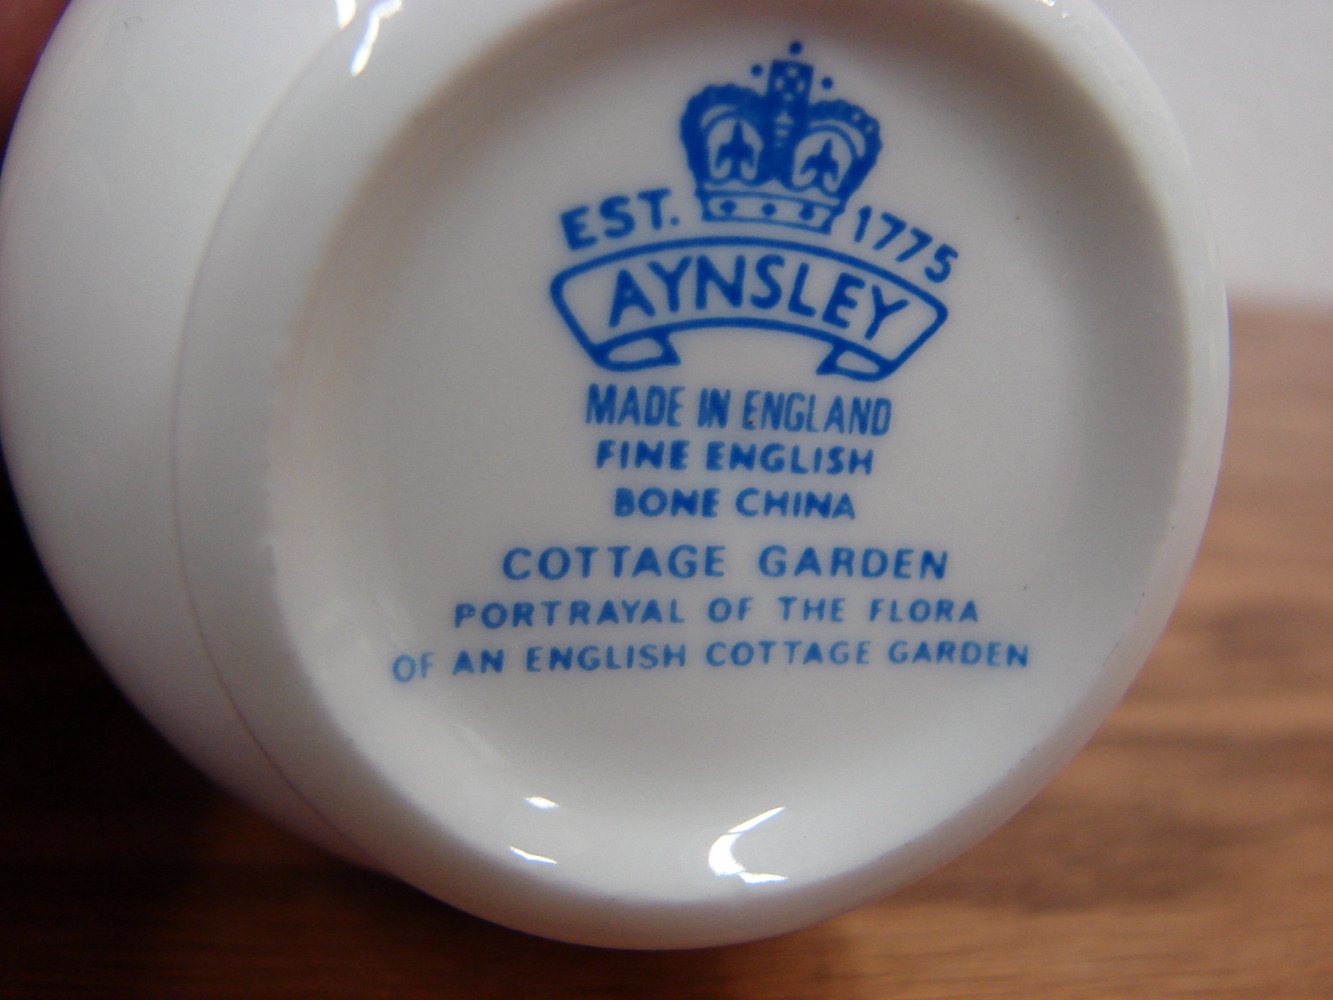 EST. 1775
AYNSLEY
MADE IN ENGLAND
FINE ENGLISH
BONE CHINA
COTTAGE GARDEN
PORTRAYAL OF THE FLORA
OF AN ENGLISH COTTAGE GARDEN